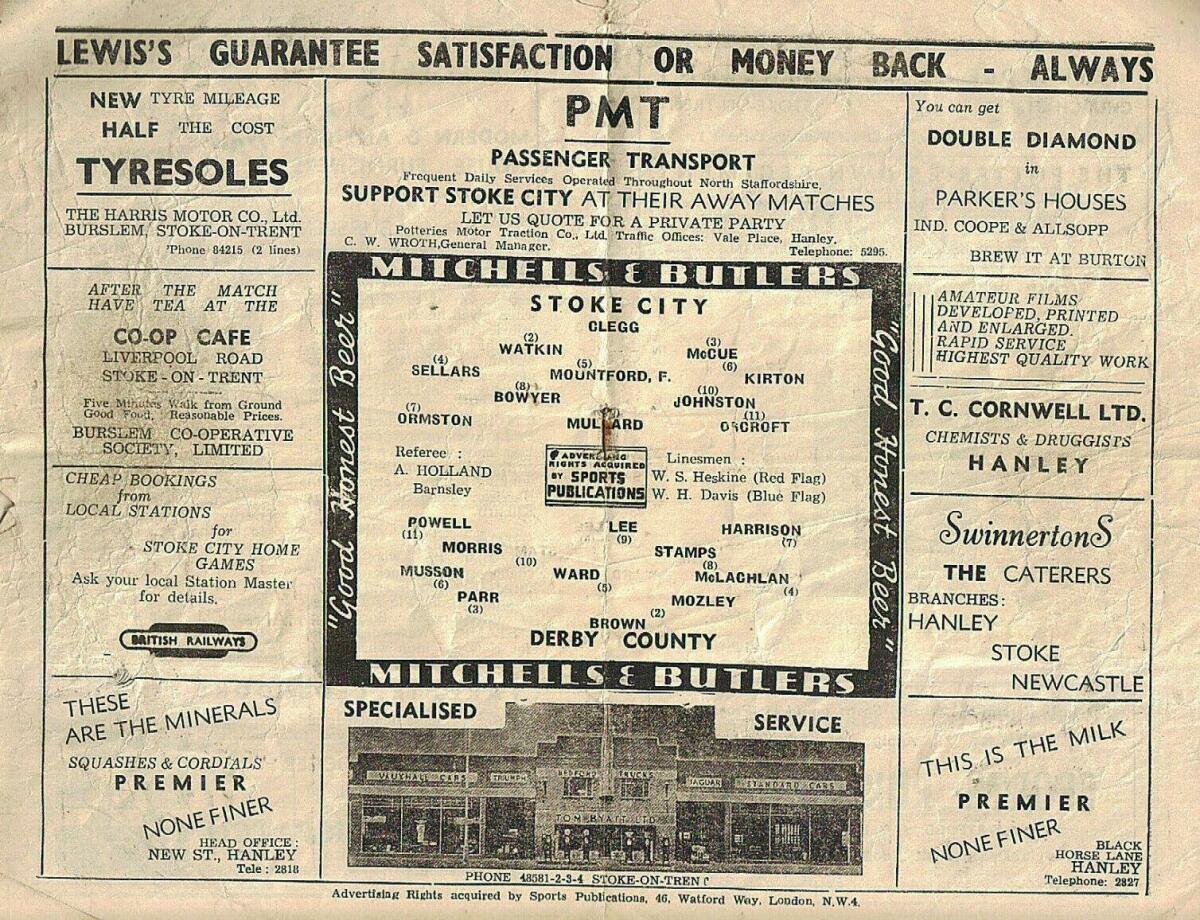 LEWIS'S GUARANTEE SATISFACTION OR MONEY BACK - ALWAYS
NEW TYRE MILEAGE
HALF THE COST
TYRESOLES
THE HARRIS MOTOR CO., Ltd.
BURSLEM, STOKE-ON-TRENT
'Phone 84215 (2 lines)
AFTER THE MATCH
HAVE TEA AT THE
CO-OP CAFE
LIVERPOOL ROAD
STOKE-ON-TRENT
Five Minutes Walk from Ground
Good Food, Reasonable Prices.
BURSLEM CO-OPERATIVE
SOCIETY, LIMITED
CHEAP BOOKINGS
from
LOCAL STATIONS
for
STOKE CITY HOME
GAMES
Ask your local Station Master
for details.
BRITISH RAILWAYS
THESE
ARE THE MINERALS
SQUASHES & CORDIALS'
PREMIER
NONE FINER
HEAD OFFICE:
NEW ST., HANLEY
Tele: 2818
PMT
PASSENGER TRANSPORT
Frequent Daily Services Operated Throughout North Staffordshire.
SUPPORT STOKE CITY AT THEIR AWAY MATCHES
LET US QUOTE FOR A PRIVATE PARTY
Potteries Motor Traction Co., Ltd. Traffic Offices: Vale Place, Hanley.
C. W. WROTH, General Manager. Telephone: 5295.
MITCHELLS & BUTLERS
"Good Honest Beer"
STOKE CITY
CLEGG
(2) (3)
WATKIN McCUE
(4) (5) (6)
SELLARS MOUNTFORD, F. KIRTON
(8) (10)
BOWYER JOHNSTON
(7) (11)
ORMSTON MULLARD OSCROFT
Referee :
A. HOLLAND
Barnsley
ADVERTISING
RIGHTS ACQUIRED
BY SPORTS
PUBLICATIONS
Linesmen :
W. S. Heskine (Red Flag)
W. H. Davis (Blue Flag)
POWELL LEE HARRISON
(11) (9) (7)
MORRIS STAMPS
(10) (8)
MUSSON WARD McLACHLAN
(6) (5) (4)
PARR MOZLEY
(3) (2)
BROWN
DERBY COUNTY
"Good Honest Beer"
MITCHELLS & BUTLERS
SPECIALISED SERVICE
VAUXHALL CARS TRIUMPH BEDFORD TRUCKS JAGUAR STANDARD CARS
TOM BYATT LTD
PHONE 48581-2-3-4 STOKE-ON-TREN
You can get
DOUBLE DIAMOND
in
PARKER'S HOUSES
IND. COOPE & ALLSOPP
BREW IT AT BURTON
AMATEUR FILMS
DEVELOPED, PRINTED
AND ENLARGED.
RAPID SERVICE
HIGHEST QUALITY WORK
T. C. CORNWELL LTD.
CHEMISTS & DRUGGISTS
HANLEY
SwinnertonS
THE CATERERS
BRANCHES:
HANLEY
STOKE
NEWCASTLE
THIS IS THE MILK
PREMIER
NONE FINER
BLACK
HORSE LANE
HANLEY
Telephone: 2827
Advertising Rights acquired by Sports Publications, 46, Watford Way, London, N.W.4.